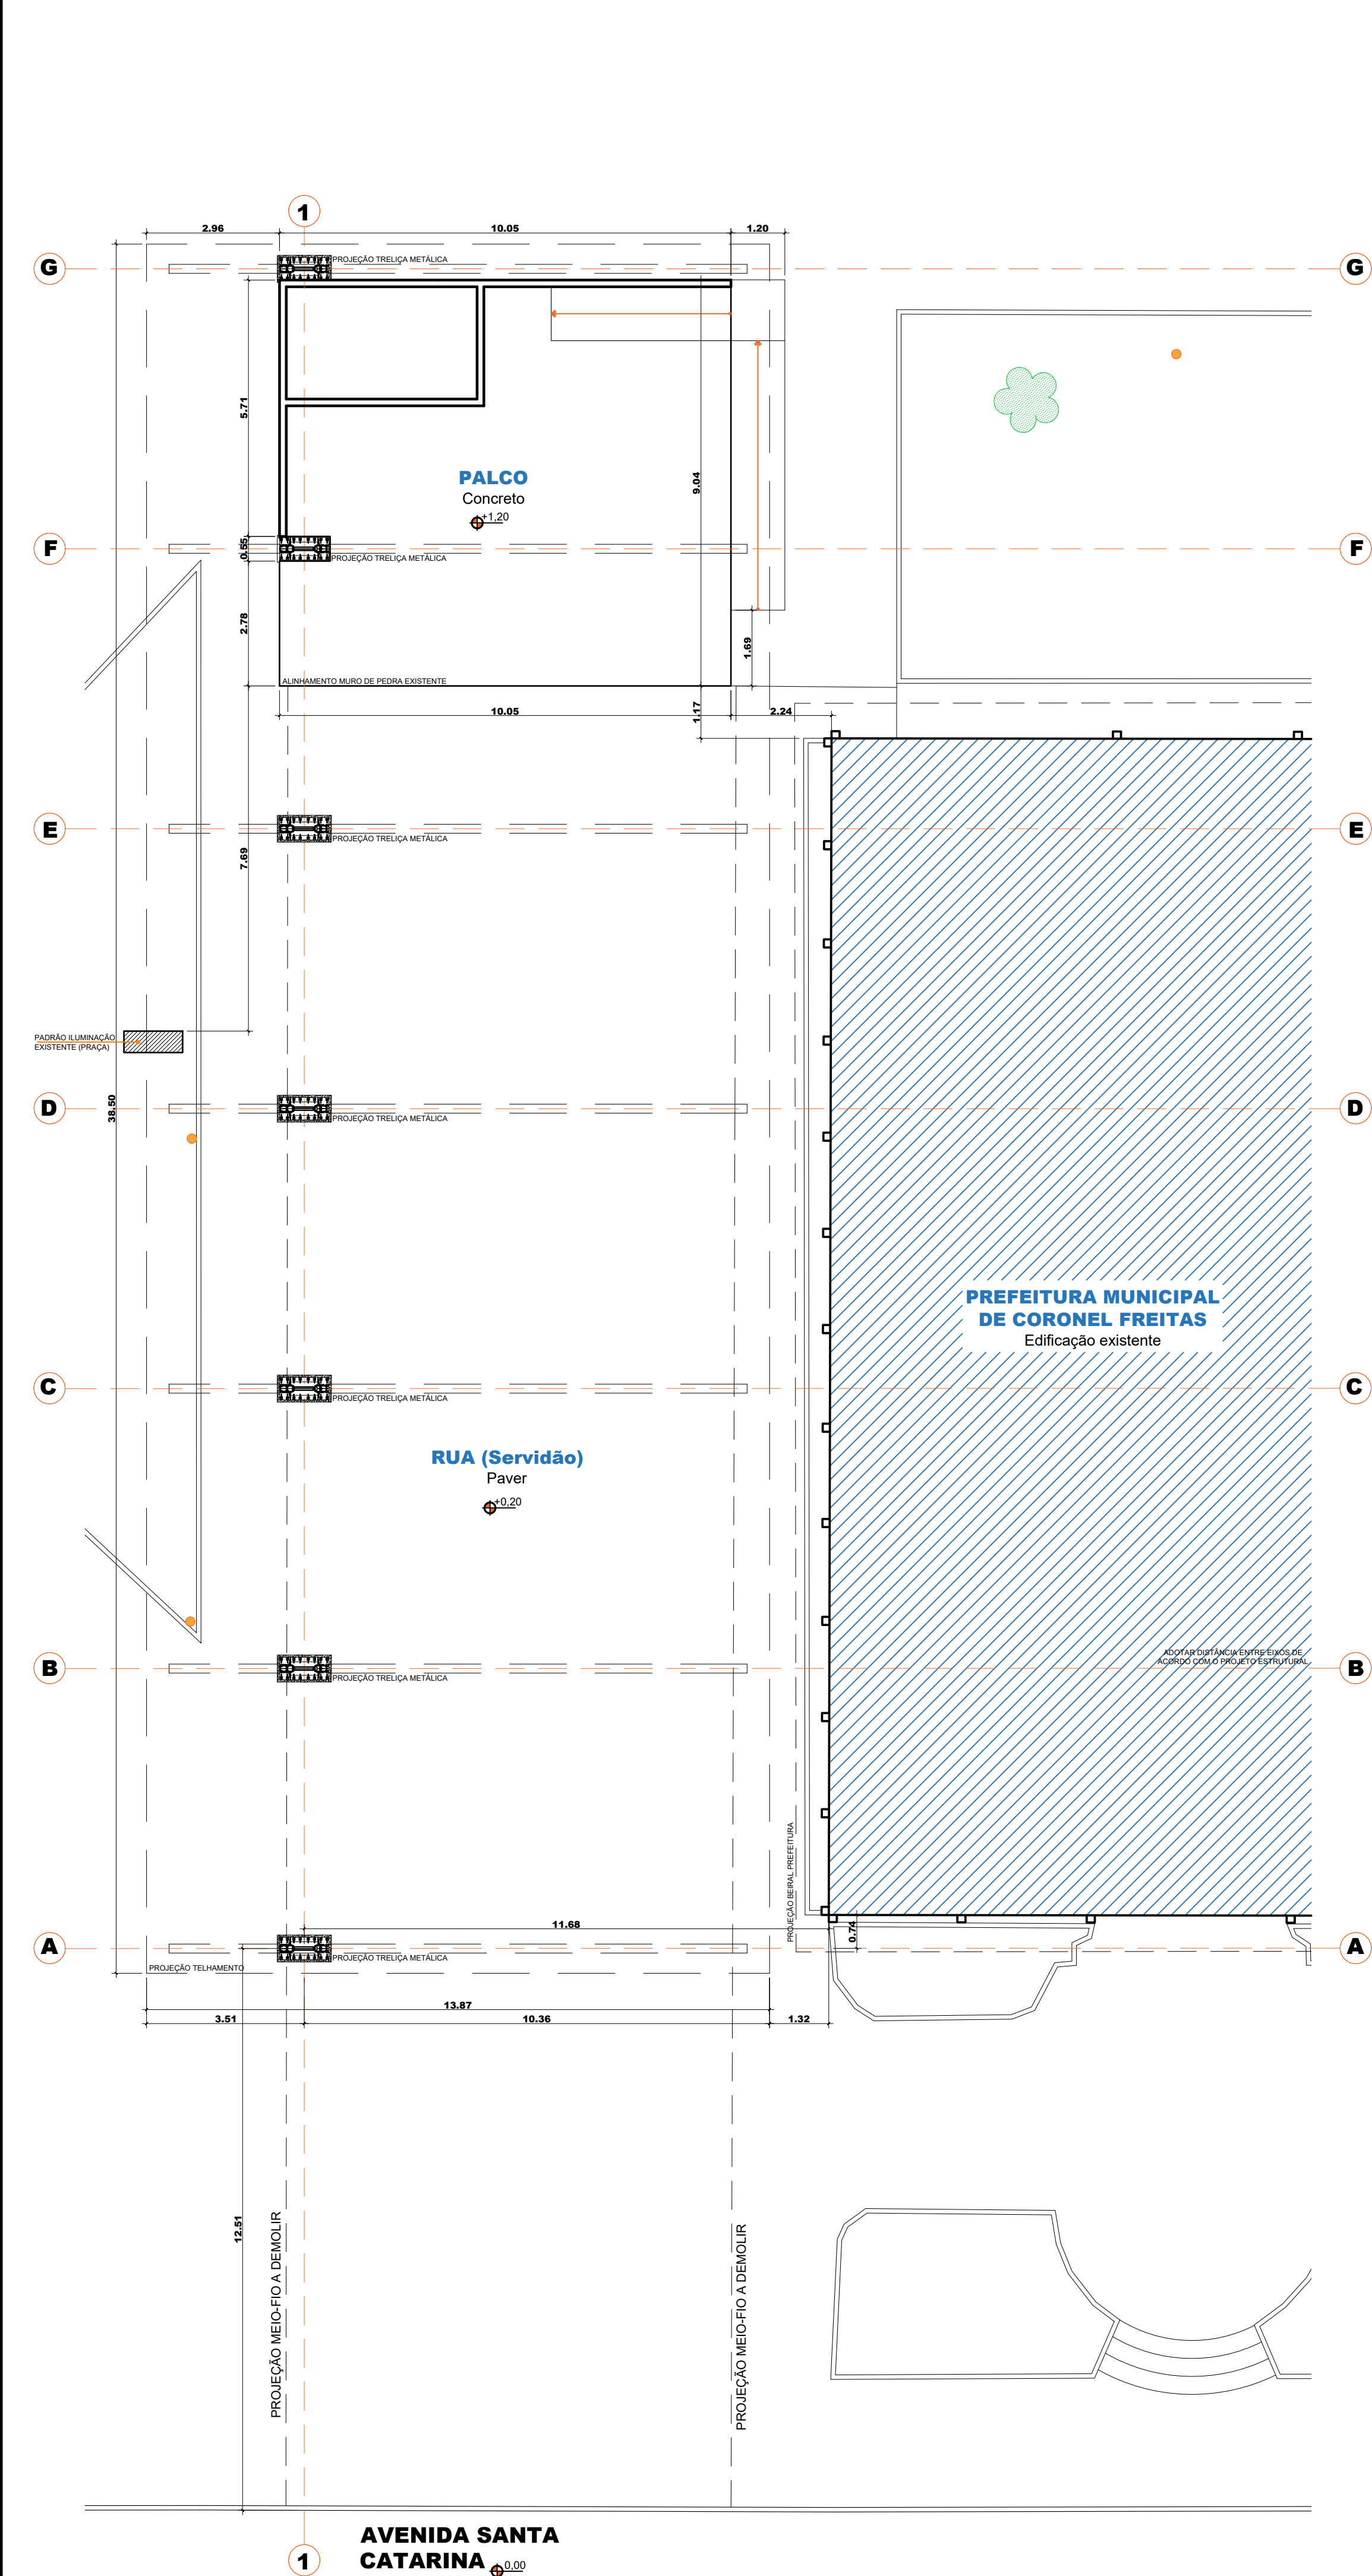 1
2.96
10.05
1.20
G
PROJEÇÃO TRELIÇA METÁLICA
G
5.71
9.04
PALCO
Concreto
+1,20
F
0.55
PROJEÇÃO TRELIÇA METÁLICA
F
2.78
1.69
ALINHAMENTO MURO DE PEDRA EXISTENTE
10.05
1.17
2.24
E
PROJEÇÃO TRELIÇA METÁLICA
E
7.69
PADRÃO ILUMINAÇÃO
EXISTENTE (PRAÇA)
38.50
D
PROJEÇÃO TRELIÇA METÁLICA
D
PREFEITURA MUNICIPAL
DE CORONEL FREITAS
Edificação existente
C
PROJEÇÃO TRELIÇA METÁLICA
C
RUA (Servidão)
Paver
+0,20
ADOTAR DISTÂNCIA ENTRE EIXOS DE
ACORDO COM O PROJETO ESTRUTURAL
B
PROJEÇÃO TRELIÇA METÁLICA
B
PROJEÇÃO BEIRAL PREFEITURA
11.68
0.74
A
PROJEÇÃO TRELIÇA METÁLICA
A
PROJEÇÃO TELHAMENTO
13.87
3.51
10.36
1.32
12.51
PROJEÇÃO MEIO-FIO A DEMOLIR
PROJEÇÃO MEIO-FIO A DEMOLIR
AVENIDA SANTA
CATARINA
0,00
1